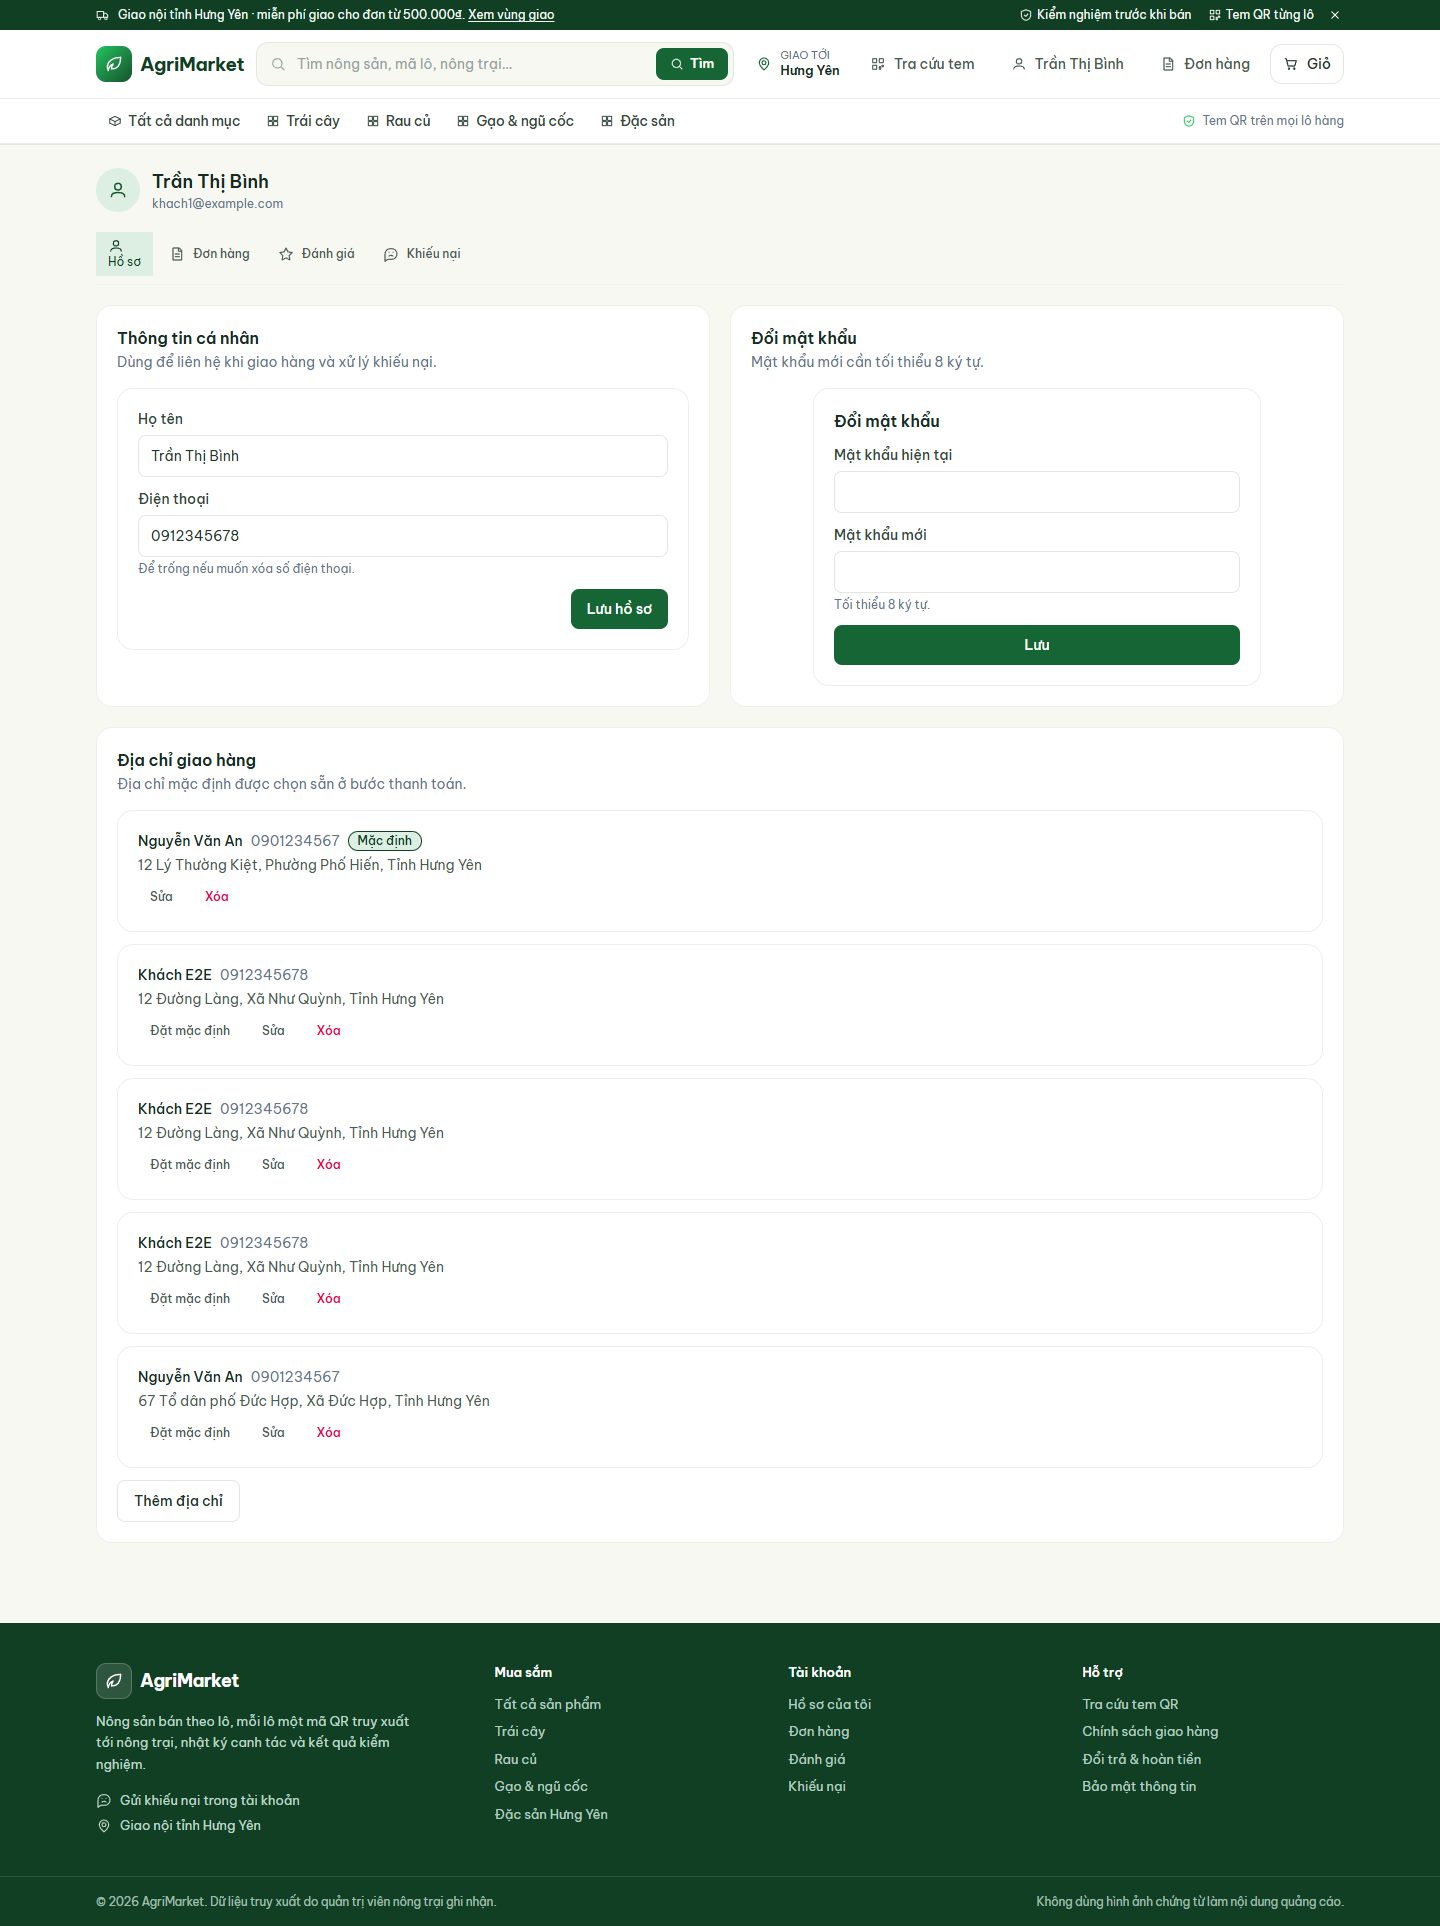 Giao nội tỉnh Hưng Yên · miễn phí giao cho đơn từ 500.000₫. Xem vùng giao
Kiểm nghiệm trước khi bán
Tem QR từng lô
AgriMarket
Tìm nông sản, mã lô, nông trại...
Tìm
GIAO TỚI
Hưng Yên
Tra cứu tem
Trần Thị Bình
Đơn hàng
Giỏ
Tất cả danh mục
Trái cây
Rau củ
Gạo & ngũ cốc
Đặc sản
Tem QR trên mọi lô hàng
Trần Thị Bình
khach1@example.com
Hồ sơ
Đơn hàng
Đánh giá
Khiếu nại
Thông tin cá nhân
Dùng để liên hệ khi giao hàng và xử lý khiếu nại.
Họ tên
Trần Thị Bình
Điện thoại
0912345678
Để trống nếu muốn xóa số điện thoại.
Lưu hồ sơ
Đổi mật khẩu
Mật khẩu mới cần tối thiểu 8 ký tự.
Đổi mật khẩu
Mật khẩu hiện tại
Mật khẩu mới
Tối thiểu 8 ký tự.
Lưu
Địa chỉ giao hàng
Địa chỉ mặc định được chọn sẵn ở bước thanh toán.
Nguyễn Văn An 0901234567 Mặc định
12 Lý Thường Kiệt, Phường Phố Hiến, Tỉnh Hưng Yên
Sửa Xóa
Khách E2E 0912345678
12 Đường Làng, Xã Như Quỳnh, Tỉnh Hưng Yên
Đặt mặc định Sửa Xóa
Khách E2E 0912345678
12 Đường Làng, Xã Như Quỳnh, Tỉnh Hưng Yên
Đặt mặc định Sửa Xóa
Khách E2E 0912345678
12 Đường Làng, Xã Như Quỳnh, Tỉnh Hưng Yên
Đặt mặc định Sửa Xóa
Nguyễn Văn An 0901234567
67 Tổ dân phố Đức Hợp, Xã Đức Hợp, Tỉnh Hưng Yên
Đặt mặc định Sửa Xóa
Thêm địa chỉ
AgriMarket
Nông sản bán theo lô, mỗi lô một mã QR truy xuất
tới nông trại, nhật ký canh tác và kết quả kiểm
nghiệm.
Gửi khiếu nại trong tài khoản
Giao nội tỉnh Hưng Yên
Mua sắm
Tất cả sản phẩm
Trái cây
Rau củ
Gạo & ngũ cốc
Đặc sản Hưng Yên
Tài khoản
Hồ sơ của tôi
Đơn hàng
Đánh giá
Khiếu nại
Hỗ trợ
Tra cứu tem QR
Chính sách giao hàng
Đổi trả & hoàn tiền
Bảo mật thông tin
© 2026 AgriMarket. Dữ liệu truy xuất do quản trị viên nông trại ghi nhận.
Không dùng hình ảnh chứng từ làm nội dung quảng cáo.